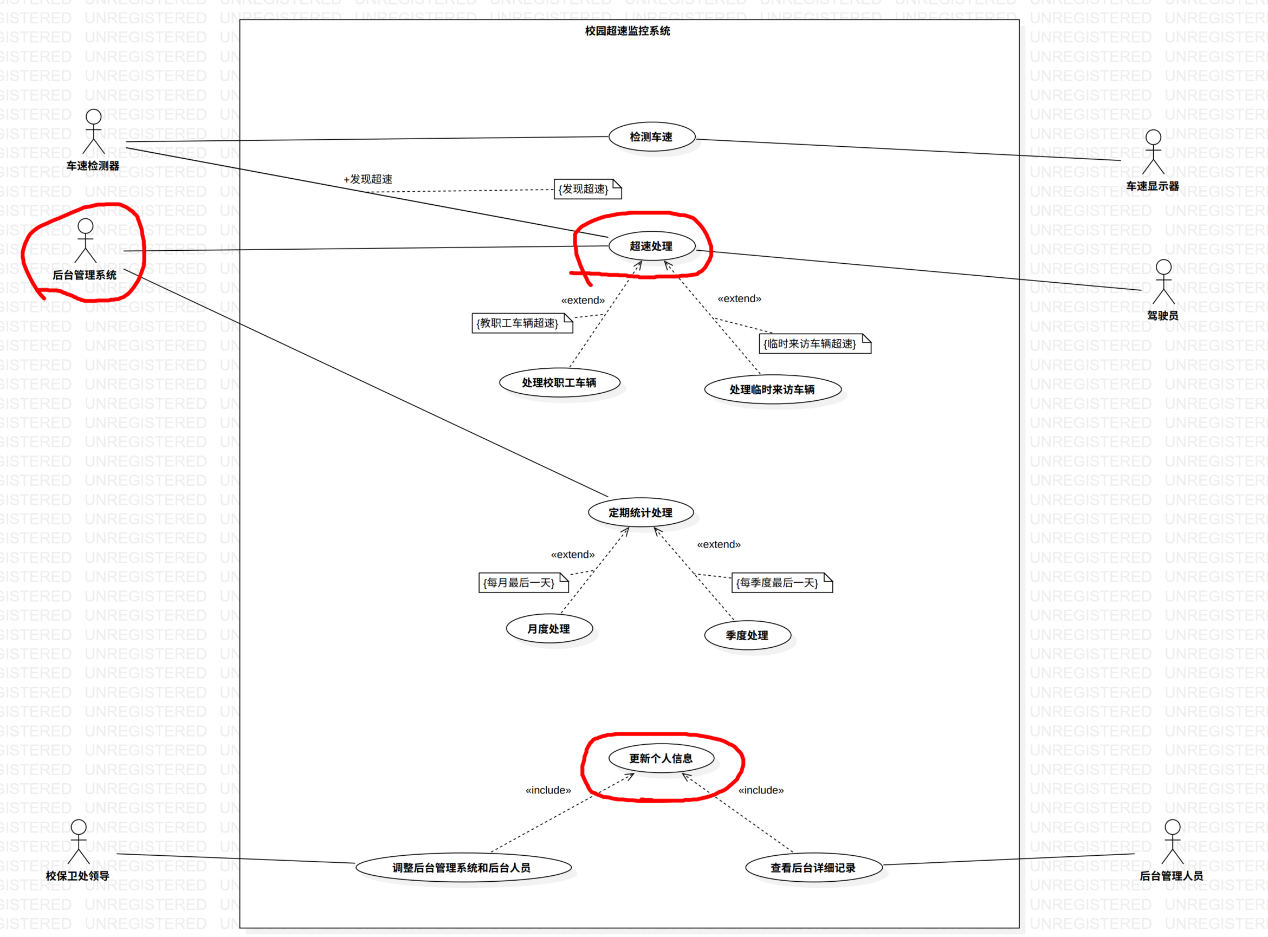 校园超速监控系统
检测车速
车速检测器
车速显示器
+发现超速
{发现超速}
超速处理
后台管理系统
驾驶员
«extend»
«extend»
{教职工车辆超速}
{临时来访车辆超速}
处理校职工车辆
处理临时来访车辆
定期统计处理
«extend»
«extend»
{每月最后一天}
{每季度最后一天}
月度处理
季度处理
更新个人信息
«include»
«include»
调整后台管理系统和后台人员
查看后台详细记录
校保卫处领导
后台管理人员
UNREGISTERED